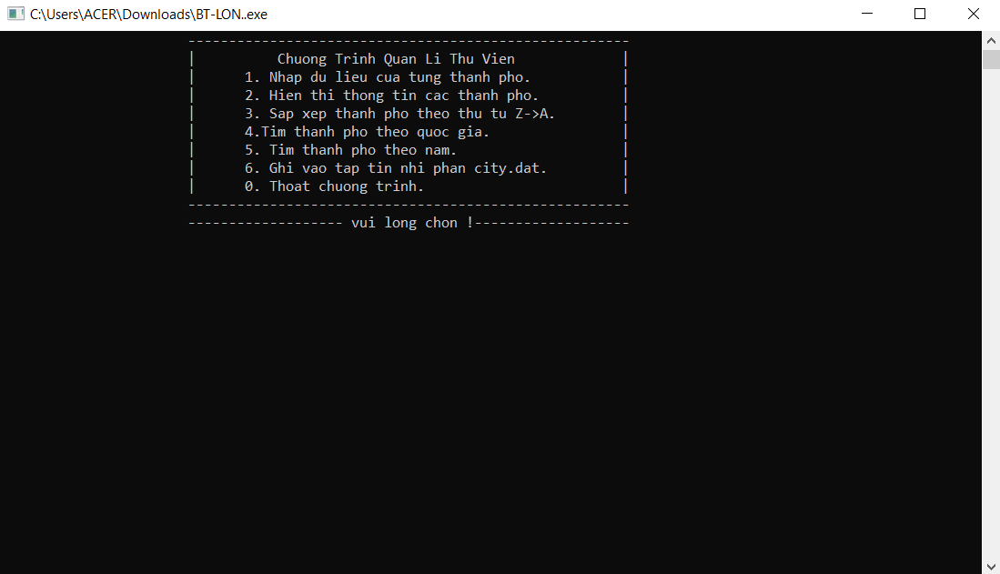 C:\Users\ACER\Downloads\BT-LON..exe
------------------------------------------------------
| Chuong Trinh Quan Li Thu Vien |
| 1. Nhap du lieu cua tung thanh pho. |
| 2. Hien thi thong tin cac thanh pho. |
| 3. Sap xep thanh pho theo thu tu Z->A. |
| 4.Tim thanh pho theo quoc gia. |
| 5. Tim thanh pho theo nam. |
| 6. Ghi vao tap tin nhi phan city.dat. |
| 0. Thoat chuong trinh. |
------------------------------------------------------
------------------- vui long chon !-------------------